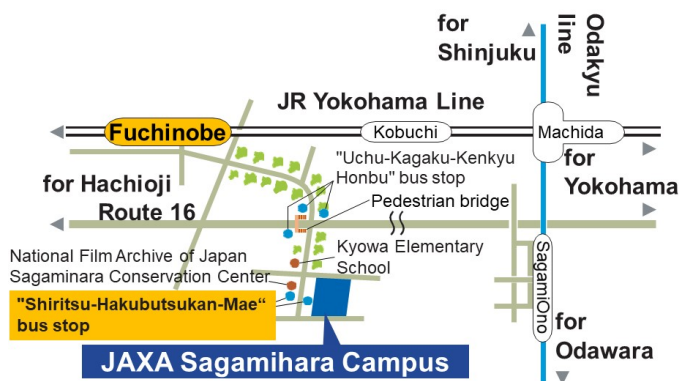 for
Shinjuku
Odakyu
line
JR Yokohama Line
Fuchinobe
Kobuchi
Machida
"Uchu-Kagaku-Kenkyu
Honbu" bus stop
for
Yokohama
for Hachioji
Route 16
Pedestrian bridge
Kyowa Elementary
School
National Film Archive of Japan
Sagaminara Conservation Center
SagamiOno
"Shiritsu-Hakubutsukan-Mae“
bus stop
for
Odawara
JAXA Sagamihara Campus